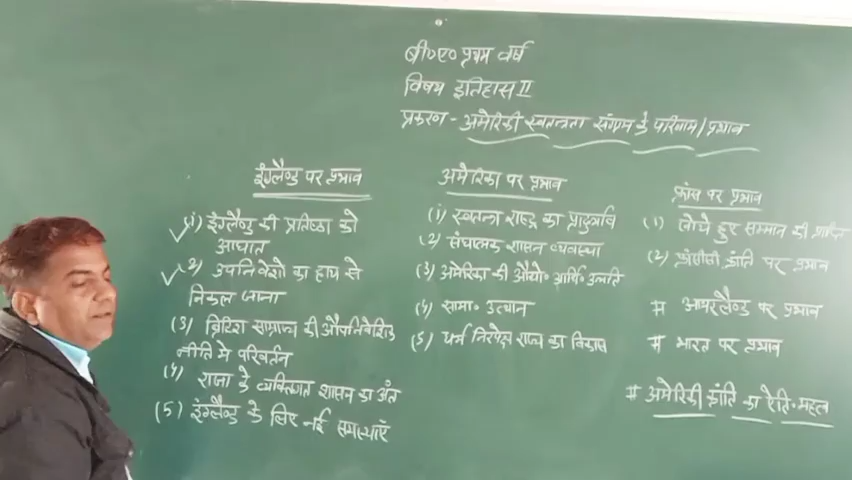 बी०ए० प्रथम वर्ष
विषय इतिहास II
प्रकरण - अमेरिकी स्वतन्त्रता संग्राम के परिणाम / प्रभाव
इंग्लैण्ड पर प्रभाव
(1) इंग्लैण्ड की प्रतिष्ठा को
आघात
(2) उपनिवेशो का हाथ से
निकल जाना
(3) ब्रिटिश साम्राज्य की औपनिवेशिक
नीति मे परिवर्तन
(4) राजा के व्यक्तिगत शासन का अंत
(5) इंग्लैण्ड के लिए नई समस्याएँ
अमेरिका पर प्रभाव
(1) स्वतन्त्र राष्ट्र का प्रादुर्भाव
(2) संघात्मक शासन व्यवस्था
(3) अमेरिका की औद्यो० आर्थि० उन्नति
(4) सामा० उत्थान
(5) धर्म निरपेक्ष राज्य का विकास
फ्रांस पर प्रभाव
(1) खोये हुए सम्मान की प्राप्ति
(2) फ्रांसीसी क्रांति पर प्रभाव
# आयरलैण्ड पर प्रभाव
# भारत पर प्रभाव
# अमेरिकी क्रांति का ऐति० महत्व